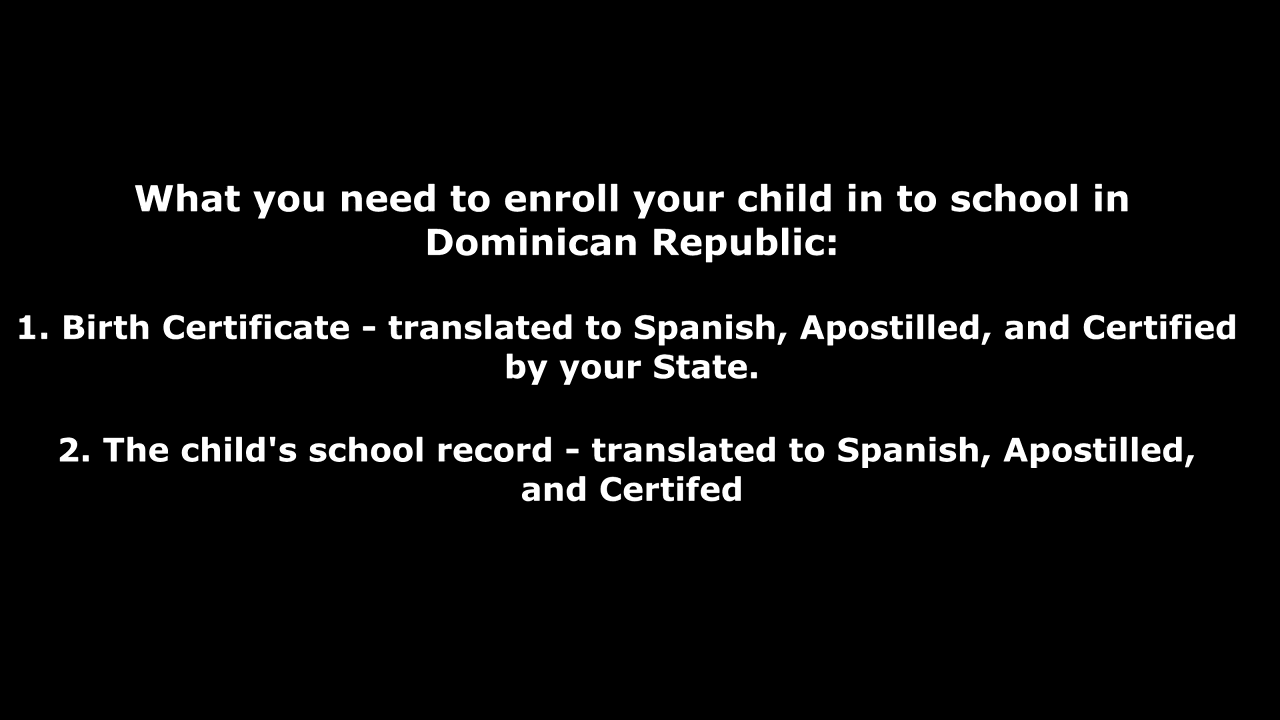 What you need to enroll your child in to school in
Dominican Republic:
1. Birth Certificate - translated to Spanish, Apostilled, and Certified
by your State.
2. The child's school record - translated to Spanish, Apostilled,
and Certifed